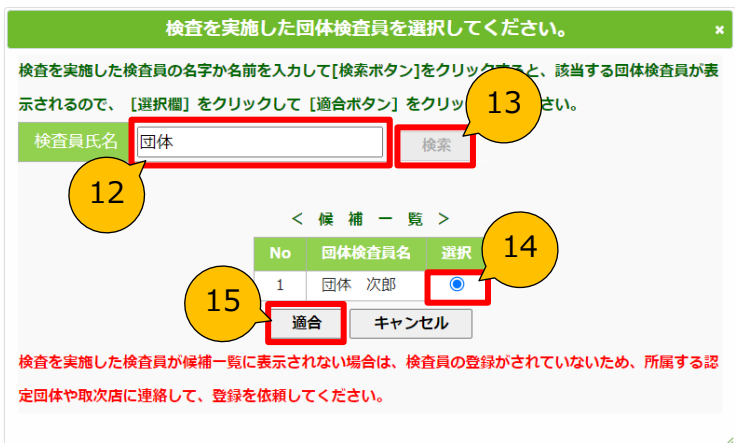 検査を実施した団体検査員を選択してください。 ×
検査を実施した検査員の名字か名前を入力して[検索ボタン]をクリックすると、該当する団体検査員が表
示されるので、［選択欄］をクリックして［適合ボタン］をクリッ さい。
13
検査員氏名 団体 検索
12
＜ 候 補 一 覧 ＞
14
No 団体検査員名 選択
1 団体 次郎
15
適合 キャンセル
検査を実施した検査員が候補一覧に表示されない場合は、検査員の登録がされていないため、所属する認
定団体や取次店に連絡して、登録を依頼してください。